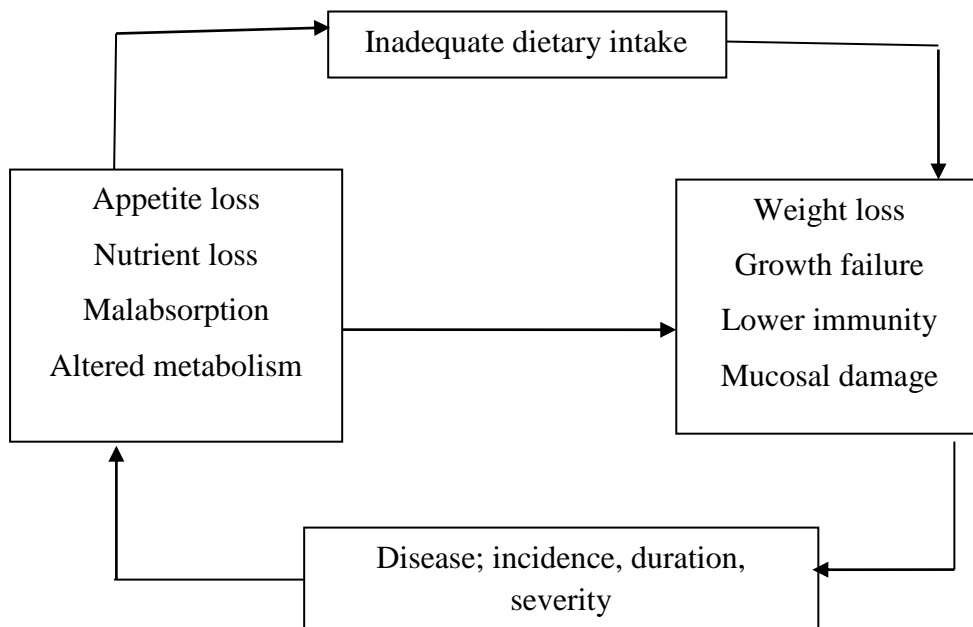 Inadequate dietary intake
Appetite loss
Nutrient loss
Malabsorption
Altered metabolism
Weight loss
Growth failure
Lower immunity
Mucosal damage
Disease; incidence, duration,
severity